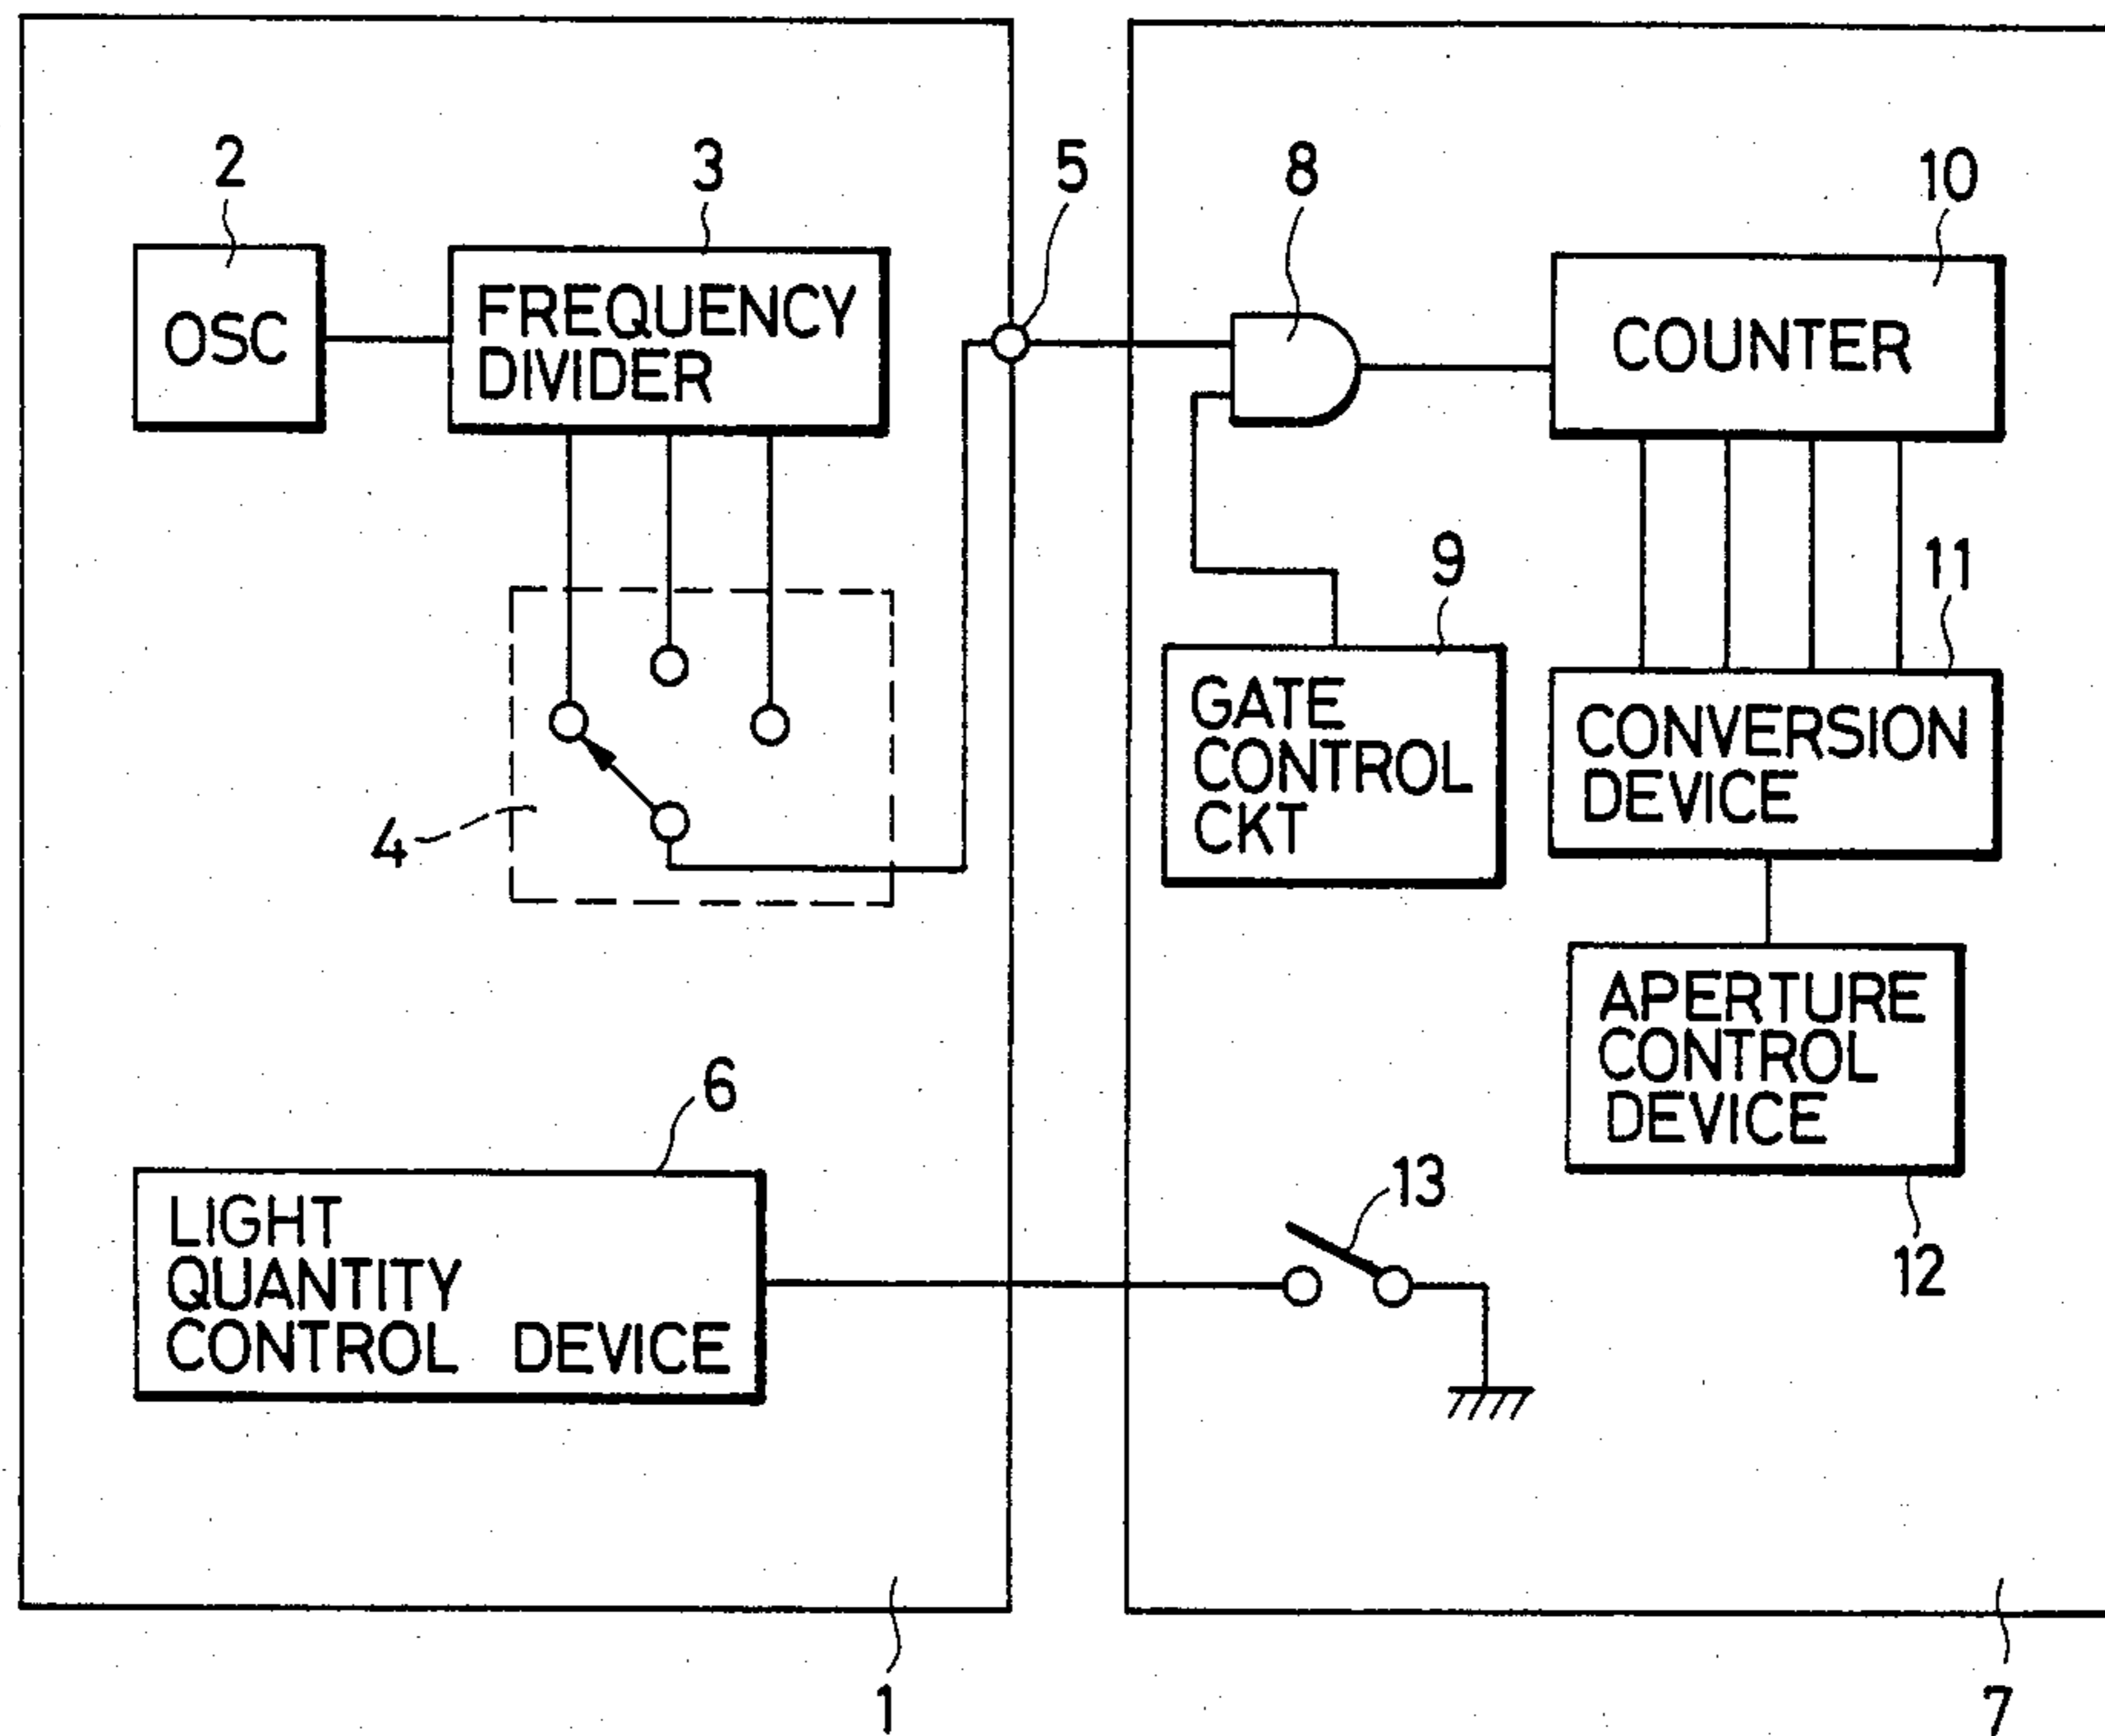 2
3
5
8
10
OSC
FREQUENCY
DIVIDER
COUNTER
4
9
11
GATE
CONTROL
CKT
CONVERSION
DEVICE
APERTURE
CONTROL
DEVICE
6
LIGHT
QUANTITY
CONTROL DEVICE
13
12
1
7